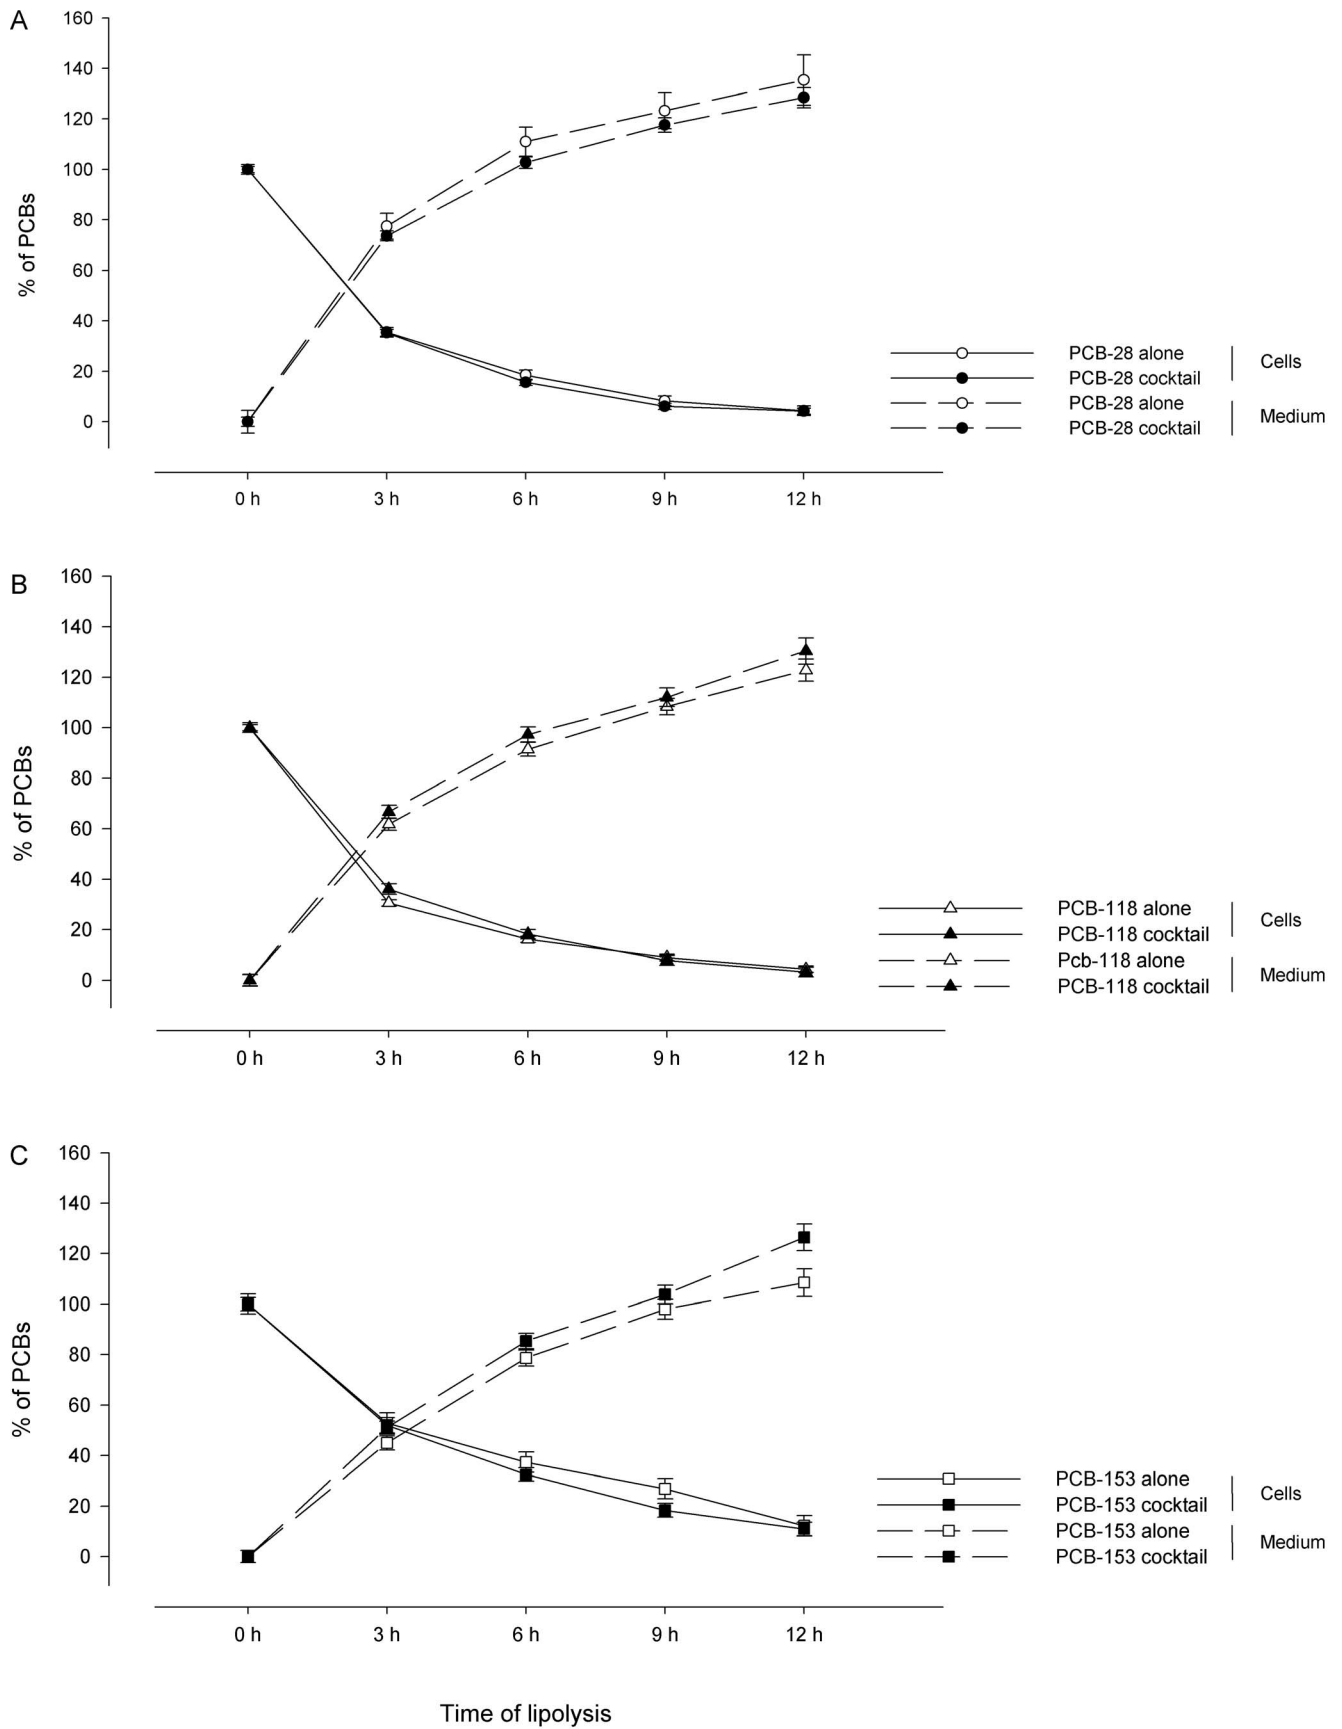 A
160
140
120
100
80
60
40
20
0
% of PCBs
PCB-28 alone
PCB-28 cocktail
Cells
PCB-28 alone
PCB-28 cocktail
Medium
0 h 3 h 6 h 9 h 12 h
B
160
140
120
100
80
60
40
20
0
% of PCBs
PCB-118 alone
PCB-118 cocktail
Cells
Pcb-118 alone
PCB-118 cocktail
Medium
0 h 3 h 6 h 9 h 12 h
C
160
140
120
100
80
60
40
20
0
% of PCBs
PCB-153 alone
PCB-153 cocktail
Cells
PCB-153 alone
PCB-153 cocktail
Medium
0 h 3 h 6 h 9 h 12 h
Time of lipolysis